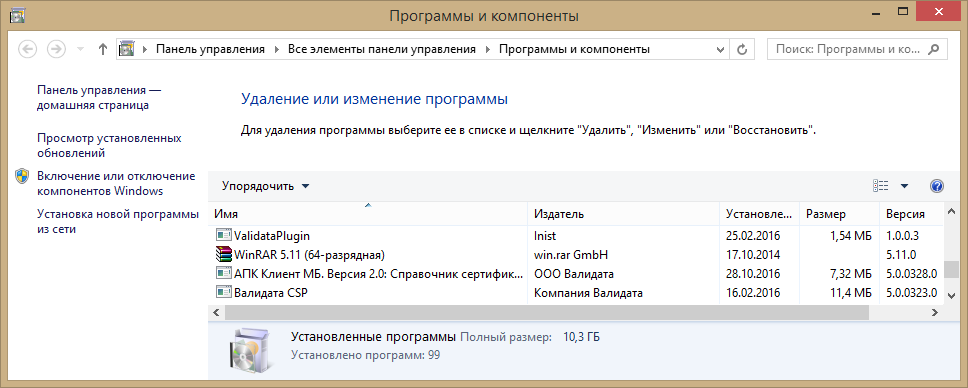 Программы и компоненты
Панель управления Все элементы панели управления Программы и компоненты
Поиск: Программы и ко...
Панель управления —
домашняя страница
Просмотр установленных
обновлений
Включение или отключение
компонентов Windows
Установка новой программы
из сети
Удаление или изменение программы
Для удаления программы выберите ее в списке и щелкните "Удалить", "Изменить" или "Восстановить".
Упорядочить
Имя Издатель Установле... Размер Версия
ValidataPlugin Inist 25.02.2016 1,54 МБ 1.0.0.3
WinRAR 5.11 (64-разрядная) win.rar GmbH 17.10.2014 5.11.0
АПК Клиент МБ. Версия 2.0: Справочник сертифик... ООО Валидата 28.10.2016 7,32 МБ 5.0.0328.0
Валидата CSP Компания Валидата 16.02.2016 11,4 МБ 5.0.0323.0
Установленные программы Полный размер: 10,3 ГБ
Установлено программ: 99